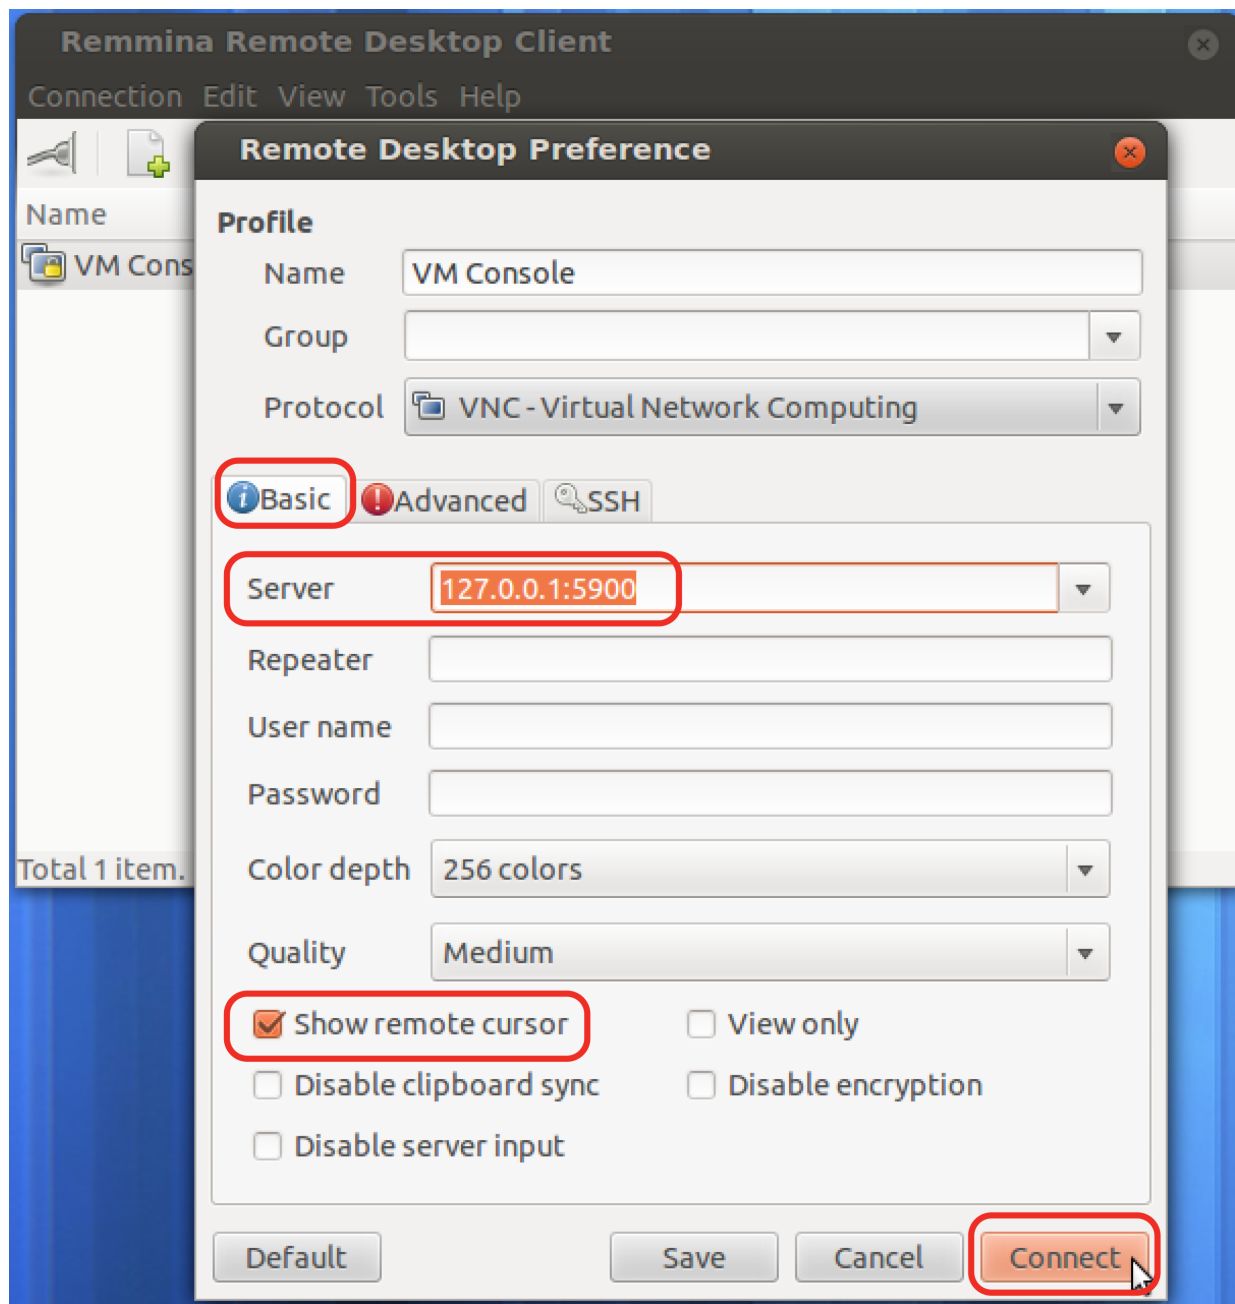 Remmina Remote Desktop Client
Connection Edit View Tools Help
Remote Desktop Preference
Name
Profile
VM Cons
Name VM Console
Group
Protocol VNC - Virtual Network Computing
Basic Advanced SSH
Server 127.0.0.1:5900
Repeater
User name
Password
Total 1 item.
Color depth 256 colors
Quality Medium
Show remote cursor View only
Disable clipboard sync Disable encryption
Disable server input
Default Save Cancel Connect